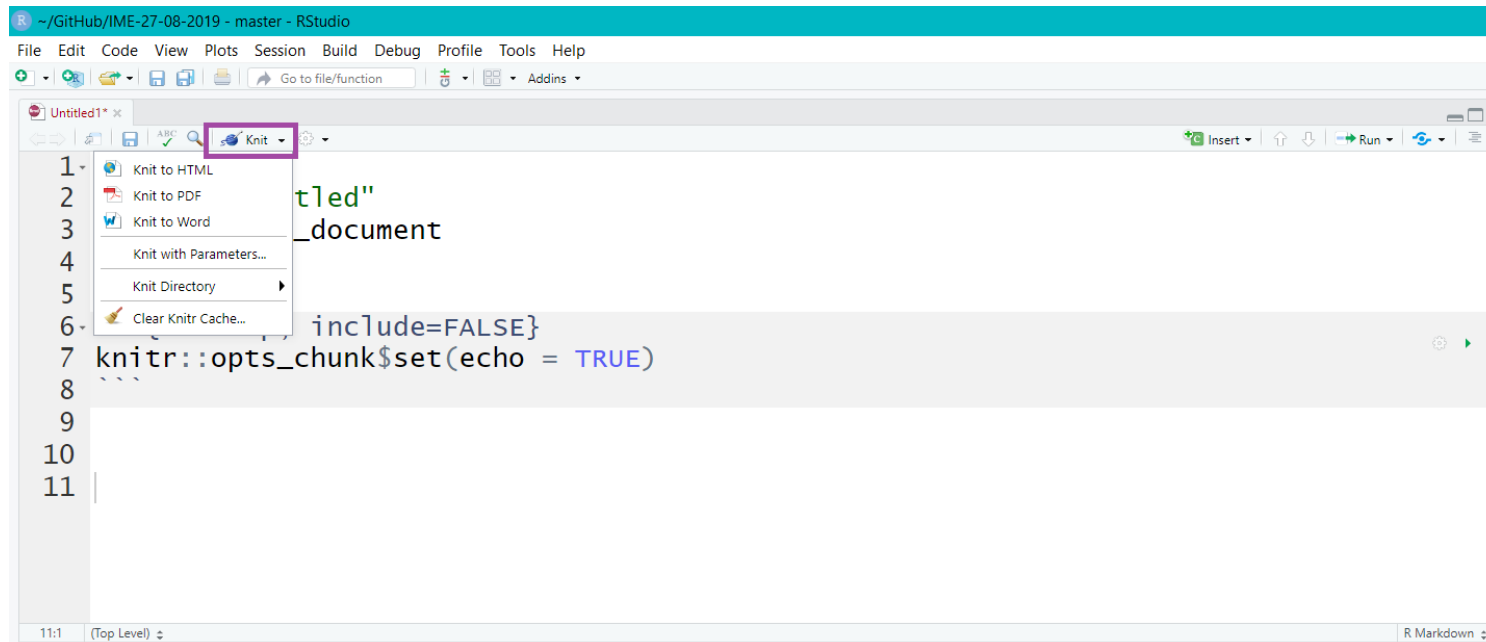 R ~/GitHub/IME-27-08-2019 - master - RStudio
File Edit Code View Plots Session Build Debug Profile Tools Help
Go to file/function git Addins
Untitled1* ×
ABC Knit Insert Run
1
Knit to HTML
2 tled"
Knit to PDF
3 _document
Knit to Word
4
Knit with Parameters...
5
Knit Directory
6 include=FALSE}
Clear Knitr Cache...
7 knitr::opts_chunk$set(echo = TRUE)
8 ```
9
10
11
11:1 (Top Level) R Markdown